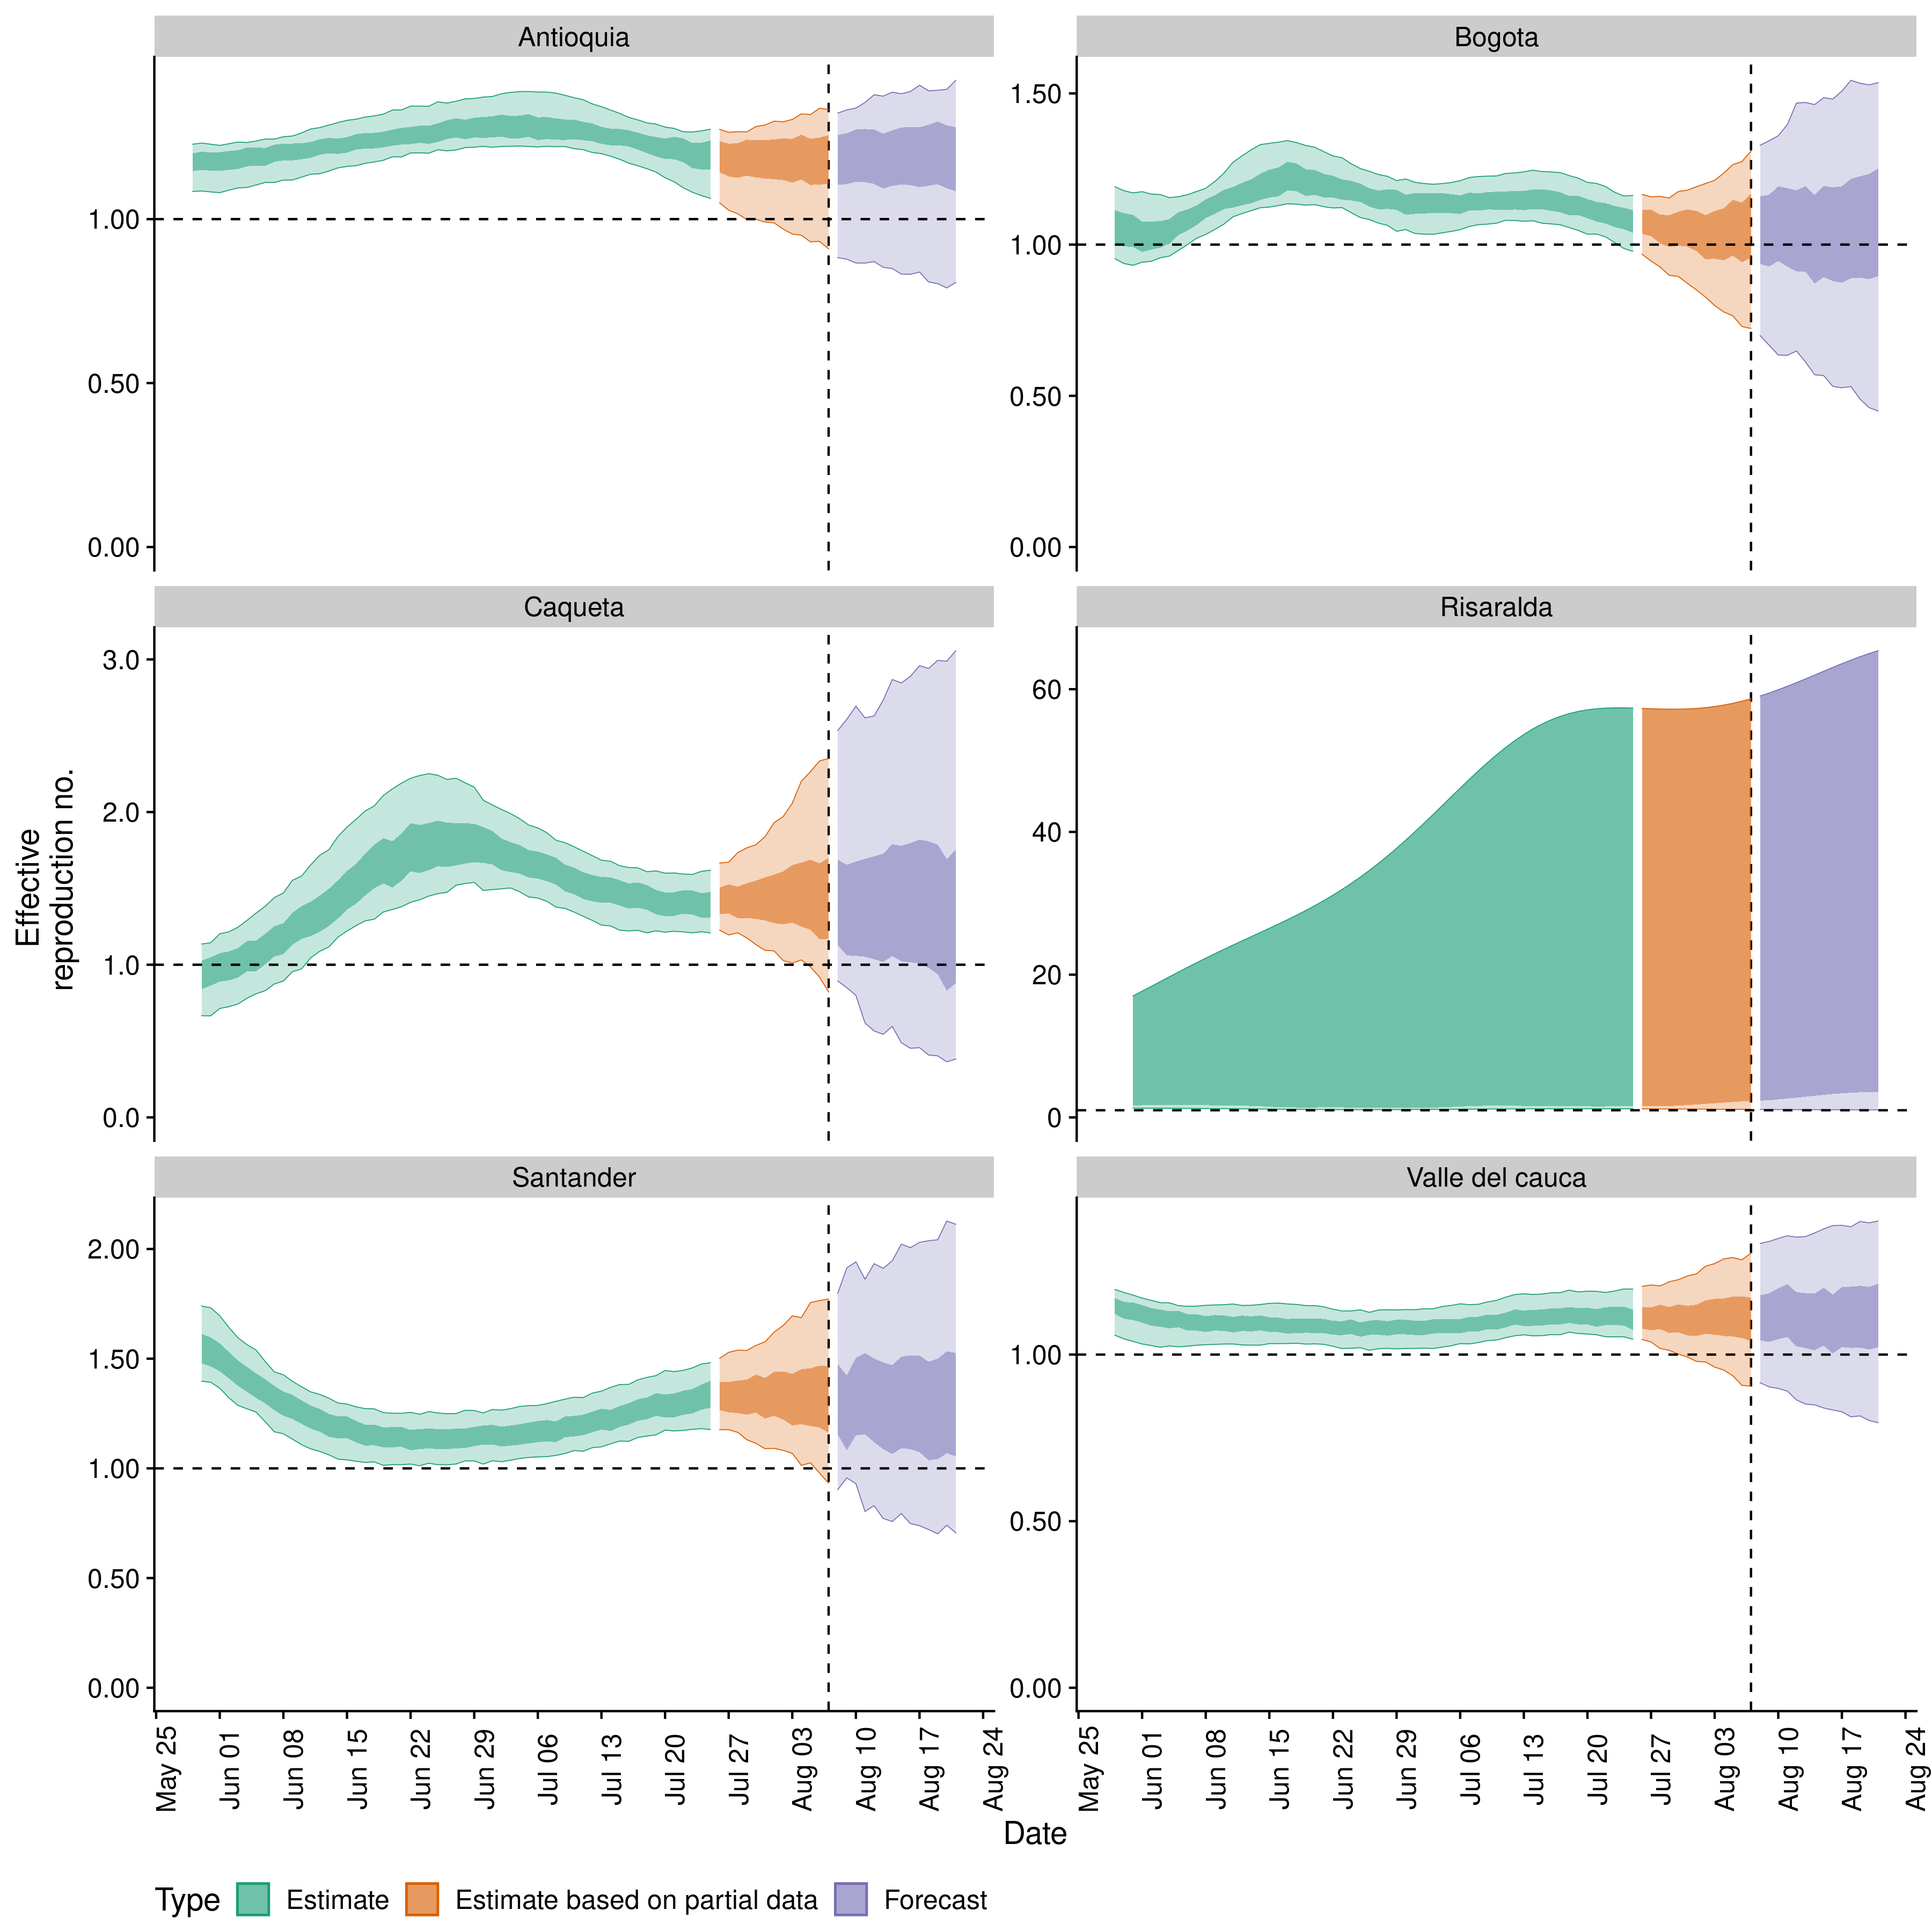 Antioquia
Bogota
1.00
0.50
0.00
1.50
1.00
0.50
0.00
Caqueta
Risaralda
3.0
2.0
1.0
0.0
60
40
20
0
Effective
reproduction no.
Santander
Valle del cauca
2.00
1.50
1.00
0.50
0.00
1.00
0.50
0.00
May 25
Jun 01
Jun 08
Jun 15
Jun 22
Jun 29
Jul 06
Jul 13
Jul 20
Jul 27
Aug 03
Aug 10
Aug 17
Aug 24
May 25
Jun 01
Jun 08
Jun 15
Jun 22
Jun 29
Jul 06
Jul 13
Jul 20
Jul 27
Aug 03
Aug 10
Aug 17
Aug 24
Date
Type Estimate Estimate based on partial data Forecast